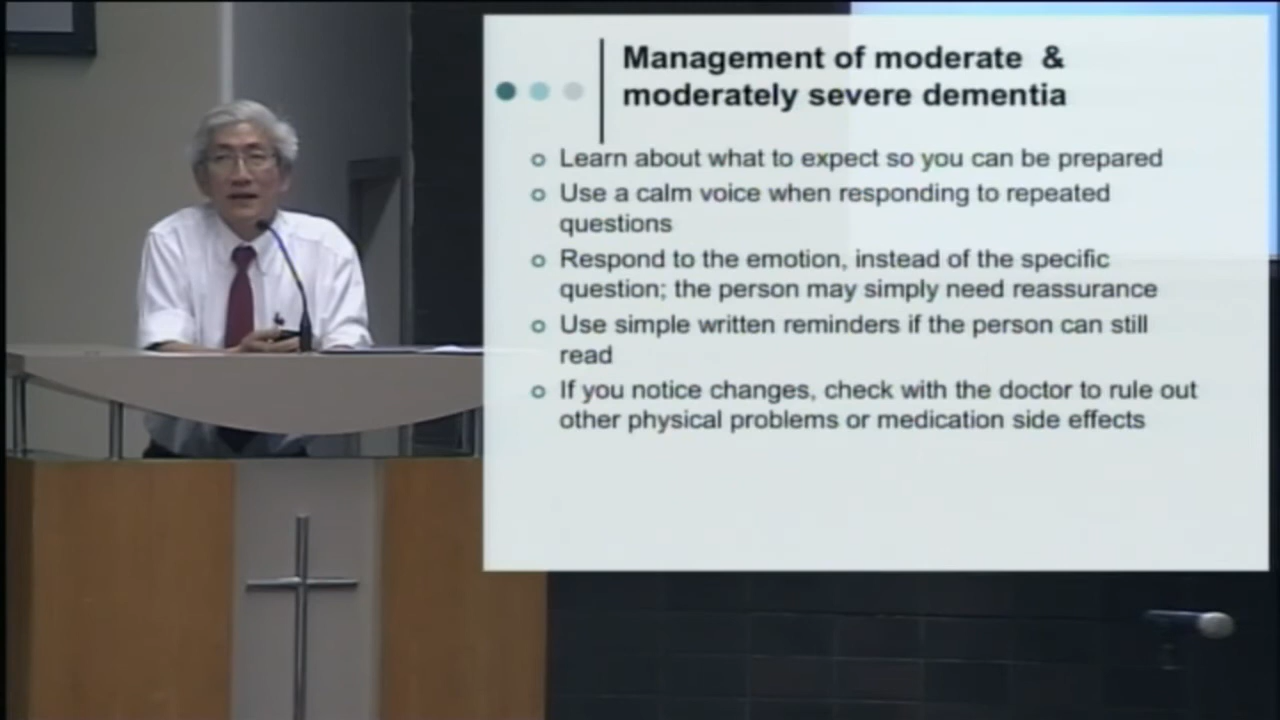 Management of moderate &
moderately severe dementia
Learn about what to expect so you can be prepared
Use a calm voice when responding to repeated
questions
Respond to the emotion, instead of the specific
question; the person may simply need reassurance
Use simple written reminders if the person can still
read
If you notice changes, check with the doctor to rule out
other physical problems or medication side effects